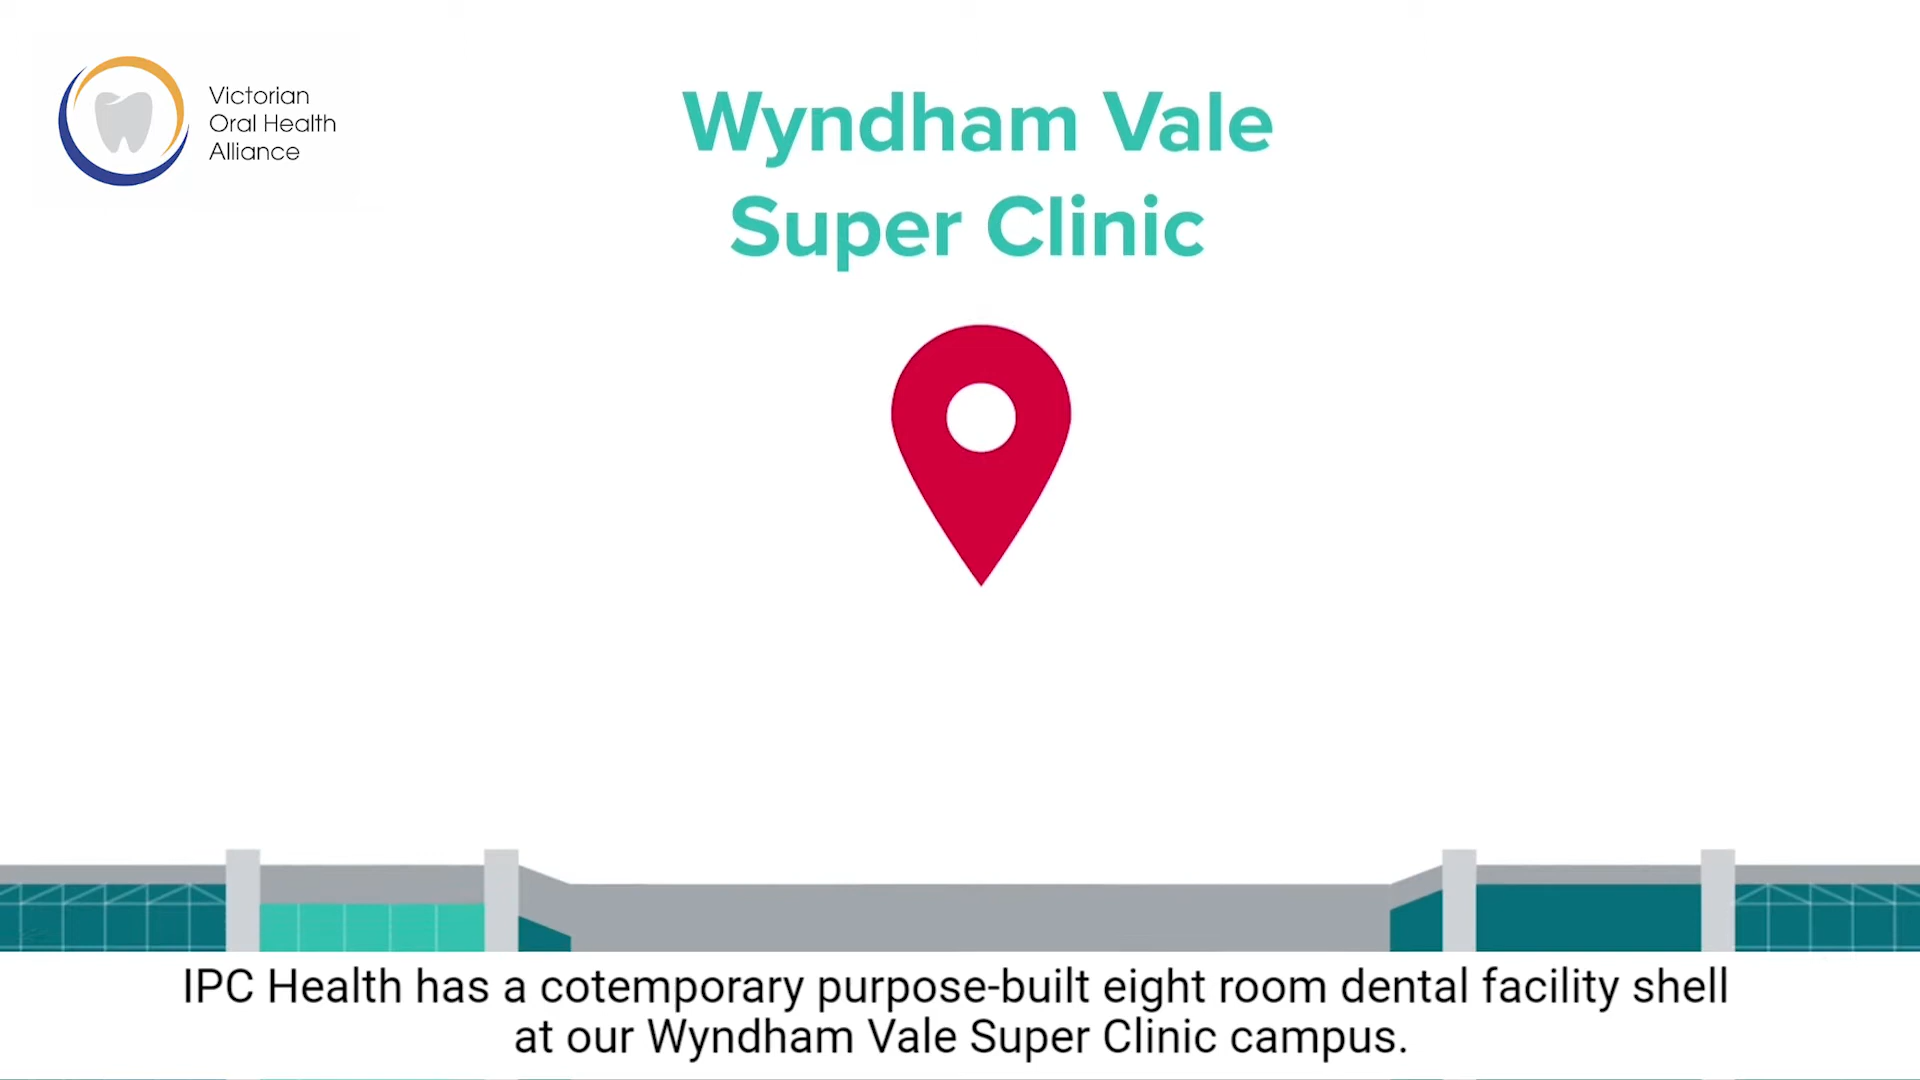 Victorian
Oral Health
Alliance
Wyndham Vale
Super Clinic
IPC Health has a cotemporary purpose-built eight room dental facility shell
at our Wyndham Vale Super Clinic campus.